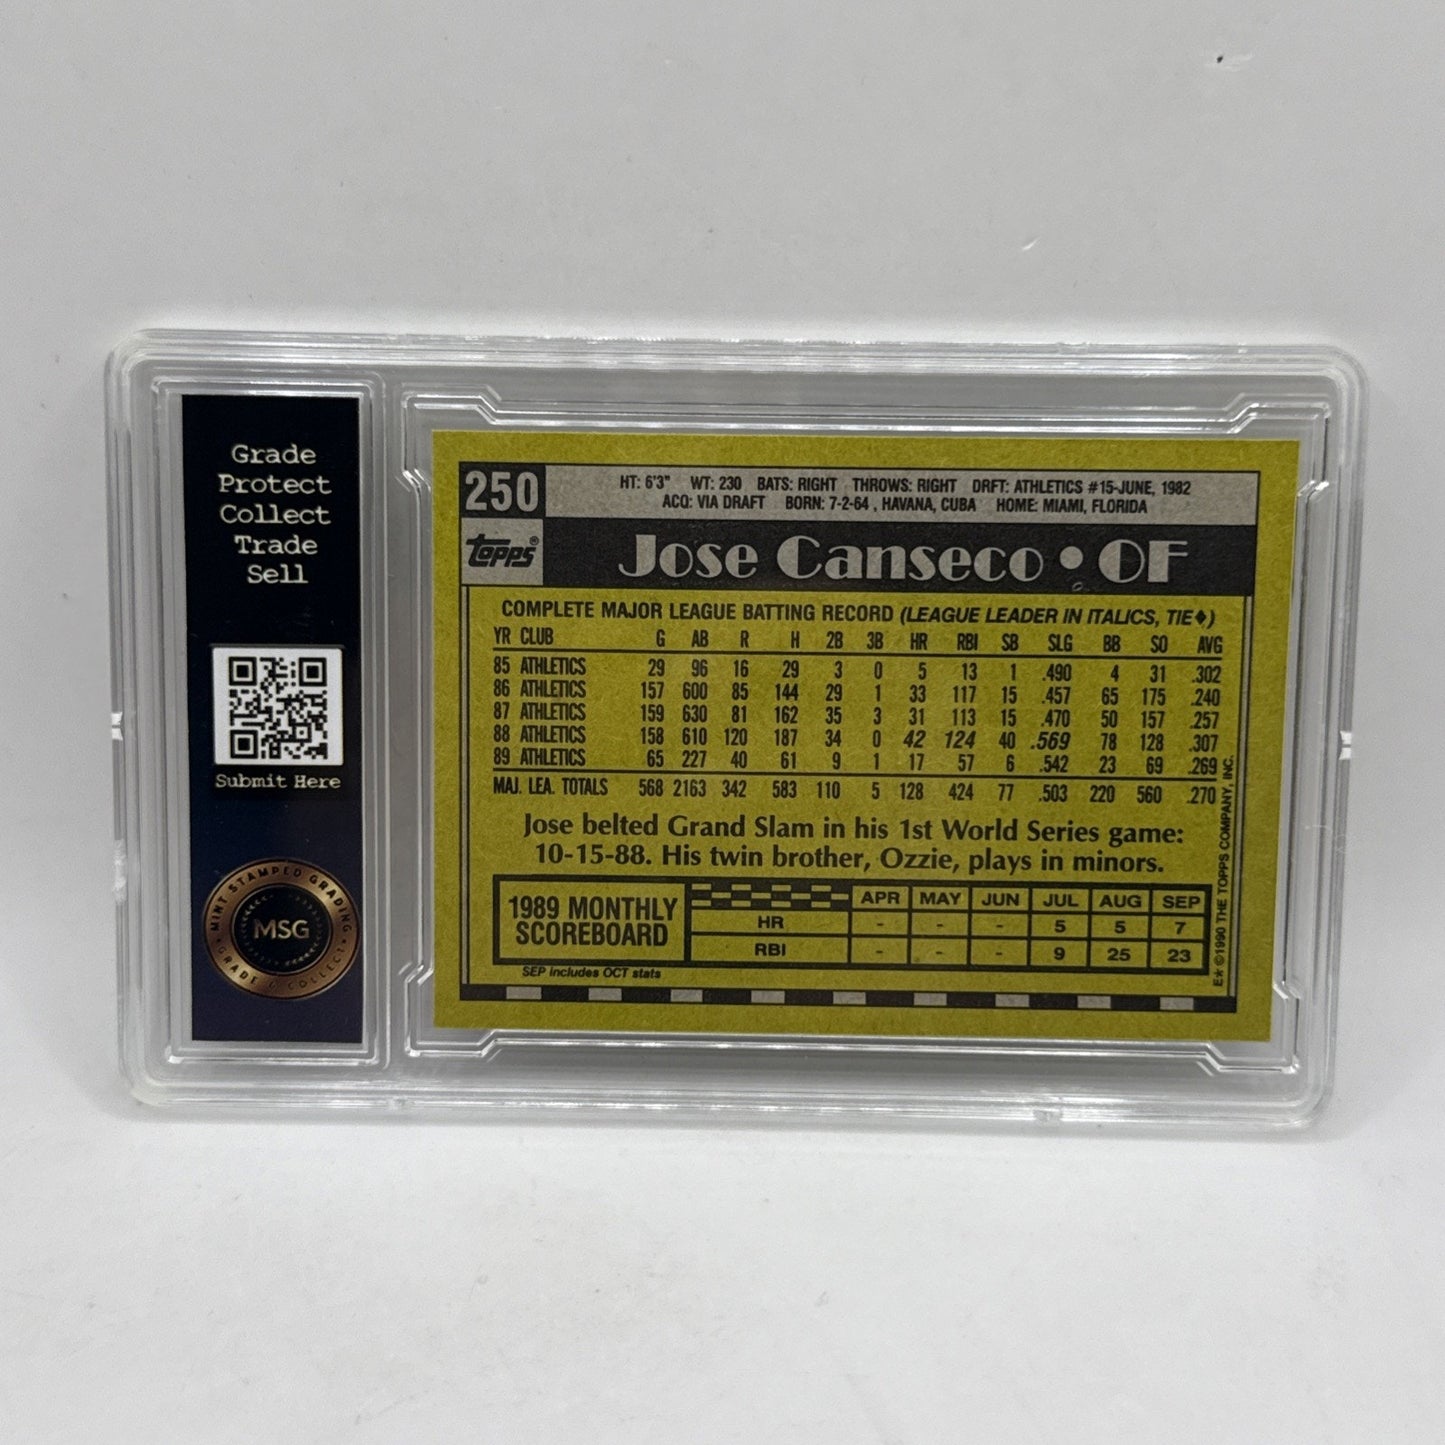 Grade
Protect
Collect
Trade
Sell
Submit Here
MINT STAMPED GRADING
MSG
GRADE & COLLECT
250
HT: 6'3" WT: 230 BATS: RIGHT THROWS: RIGHT DRFT: ATHLETICS #15-JUNE, 1982
ACQ: VIA DRAFT BORN: 7-2-64 , HAVANA, CUBA HOME: MIAMI, FLORIDA
topps®
Jose Canseco • OF
COMPLETE MAJOR LEAGUE BATTING RECORD (LEAGUE LEADER IN ITALICS, TIE♦)
YR CLUB G AB R H 2B 3B HR RBI SB SLG BB SO AVG
85 ATHLETICS 29 96 16 29 3 0 5 13 1 .490 4 31 .302
86 ATHLETICS 157 600 85 144 29 1 33 117 15 .457 65 175 .240
87 ATHLETICS 159 630 81 162 35 3 31 113 15 .470 50 157 .257
88 ATHLETICS 158 610 120 187 34 0 42 124 40 .569 78 128 .307
89 ATHLETICS 65 227 40 61 9 1 17 57 6 .542 23 69 .269
MAJ. LEA. TOTALS 568 2163 342 583 110 5 128 424 77 .503 220 560 .270
Jose belted Grand Slam in his 1st World Series game:
10-15-88. His twin brother, Ozzie, plays in minors.
1989 MONTHLY
SCOREBOARD
APR MAY JUN JUL AUG SEP
HR - - - 5 5 7
RBI - - - 9 25 23
SEP includes OCT stats
E* ©1990 THE TOPPS COMPANY, INC.